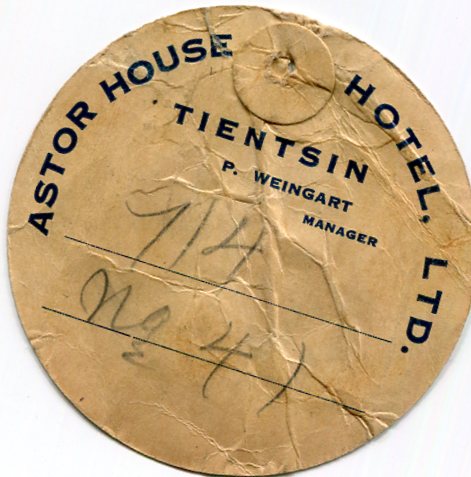 ASTOR HOUSE HOTEL, LTD.
TIENTSIN
P. WEINGART
MANAGER
714
No 41